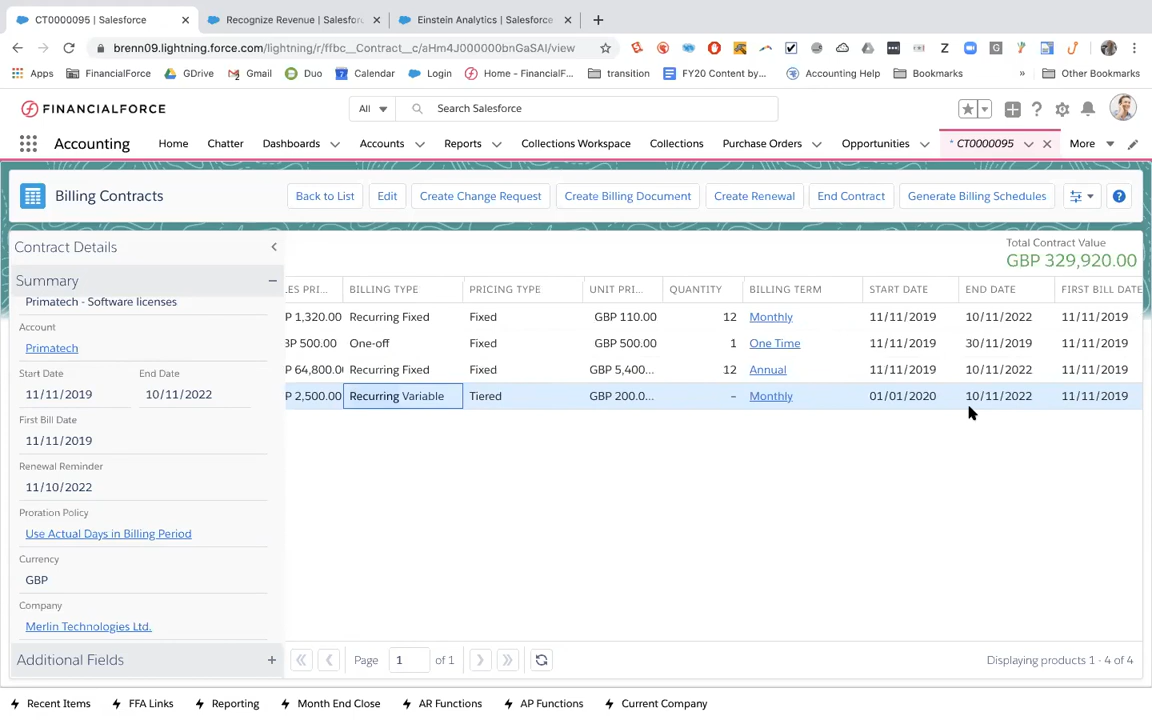 CT0000095 | Salesforce
Recognize Revenue | Salesfor
Einstein Analytics | Salesforce
brenn09.lightning.force.com/lightning/r/ffbc__Contract__c/aHm4J000000bnGaSAI/view
Apps FinancialForce GDrive Gmail Duo Calendar Login Home – FinancialF... transition FY20 Content by... Accounting Help Bookmarks » Other Bookmarks
FINANCIALFORCE
All
Search Salesforce
Accounting Home Chatter Dashboards Accounts Reports Collections Workspace Collections Purchase Orders Opportunities * CT0000095 More
Billing Contracts
Back to List Edit Create Change Request Create Billing Document Create Renewal End Contract Generate Billing Schedules
Contract Details
Total Contract Value
GBP 329,920.00
Summary
Primatech - Software licenses
Account
Primatech
Start Date End Date
11/11/2019 10/11/2022
First Bill Date
11/11/2019
Renewal Reminder
11/10/2022
Proration Policy
Use Actual Days in Billing Period
Currency
GBP
Company
Merlin Technologies Ltd.
Additional Fields
LES PRI... BILLING TYPE PRICING TYPE UNIT PRI... QUANTITY BILLING TERM START DATE END DATE FIRST BILL DATE
P 1,320.00 Recurring Fixed Fixed GBP 110.00 12 Monthly 11/11/2019 10/11/2022 11/11/2019
BP 500.00 One-off Fixed GBP 500.00 1 One Time 11/11/2019 30/11/2019 11/11/2019
P 64,800.0 Recurring Fixed Fixed GBP 5,400... 12 Annual 11/11/2019 10/11/2022 11/11/2019
P 2,500.00 Recurring Variable Tiered GBP 200.0... – Monthly 01/01/2020 10/11/2022 11/11/2019
Page 1 of 1
Displaying products 1 - 4 of 4
Recent Items FFA Links Reporting Month End Close AR Functions AP Functions Current Company